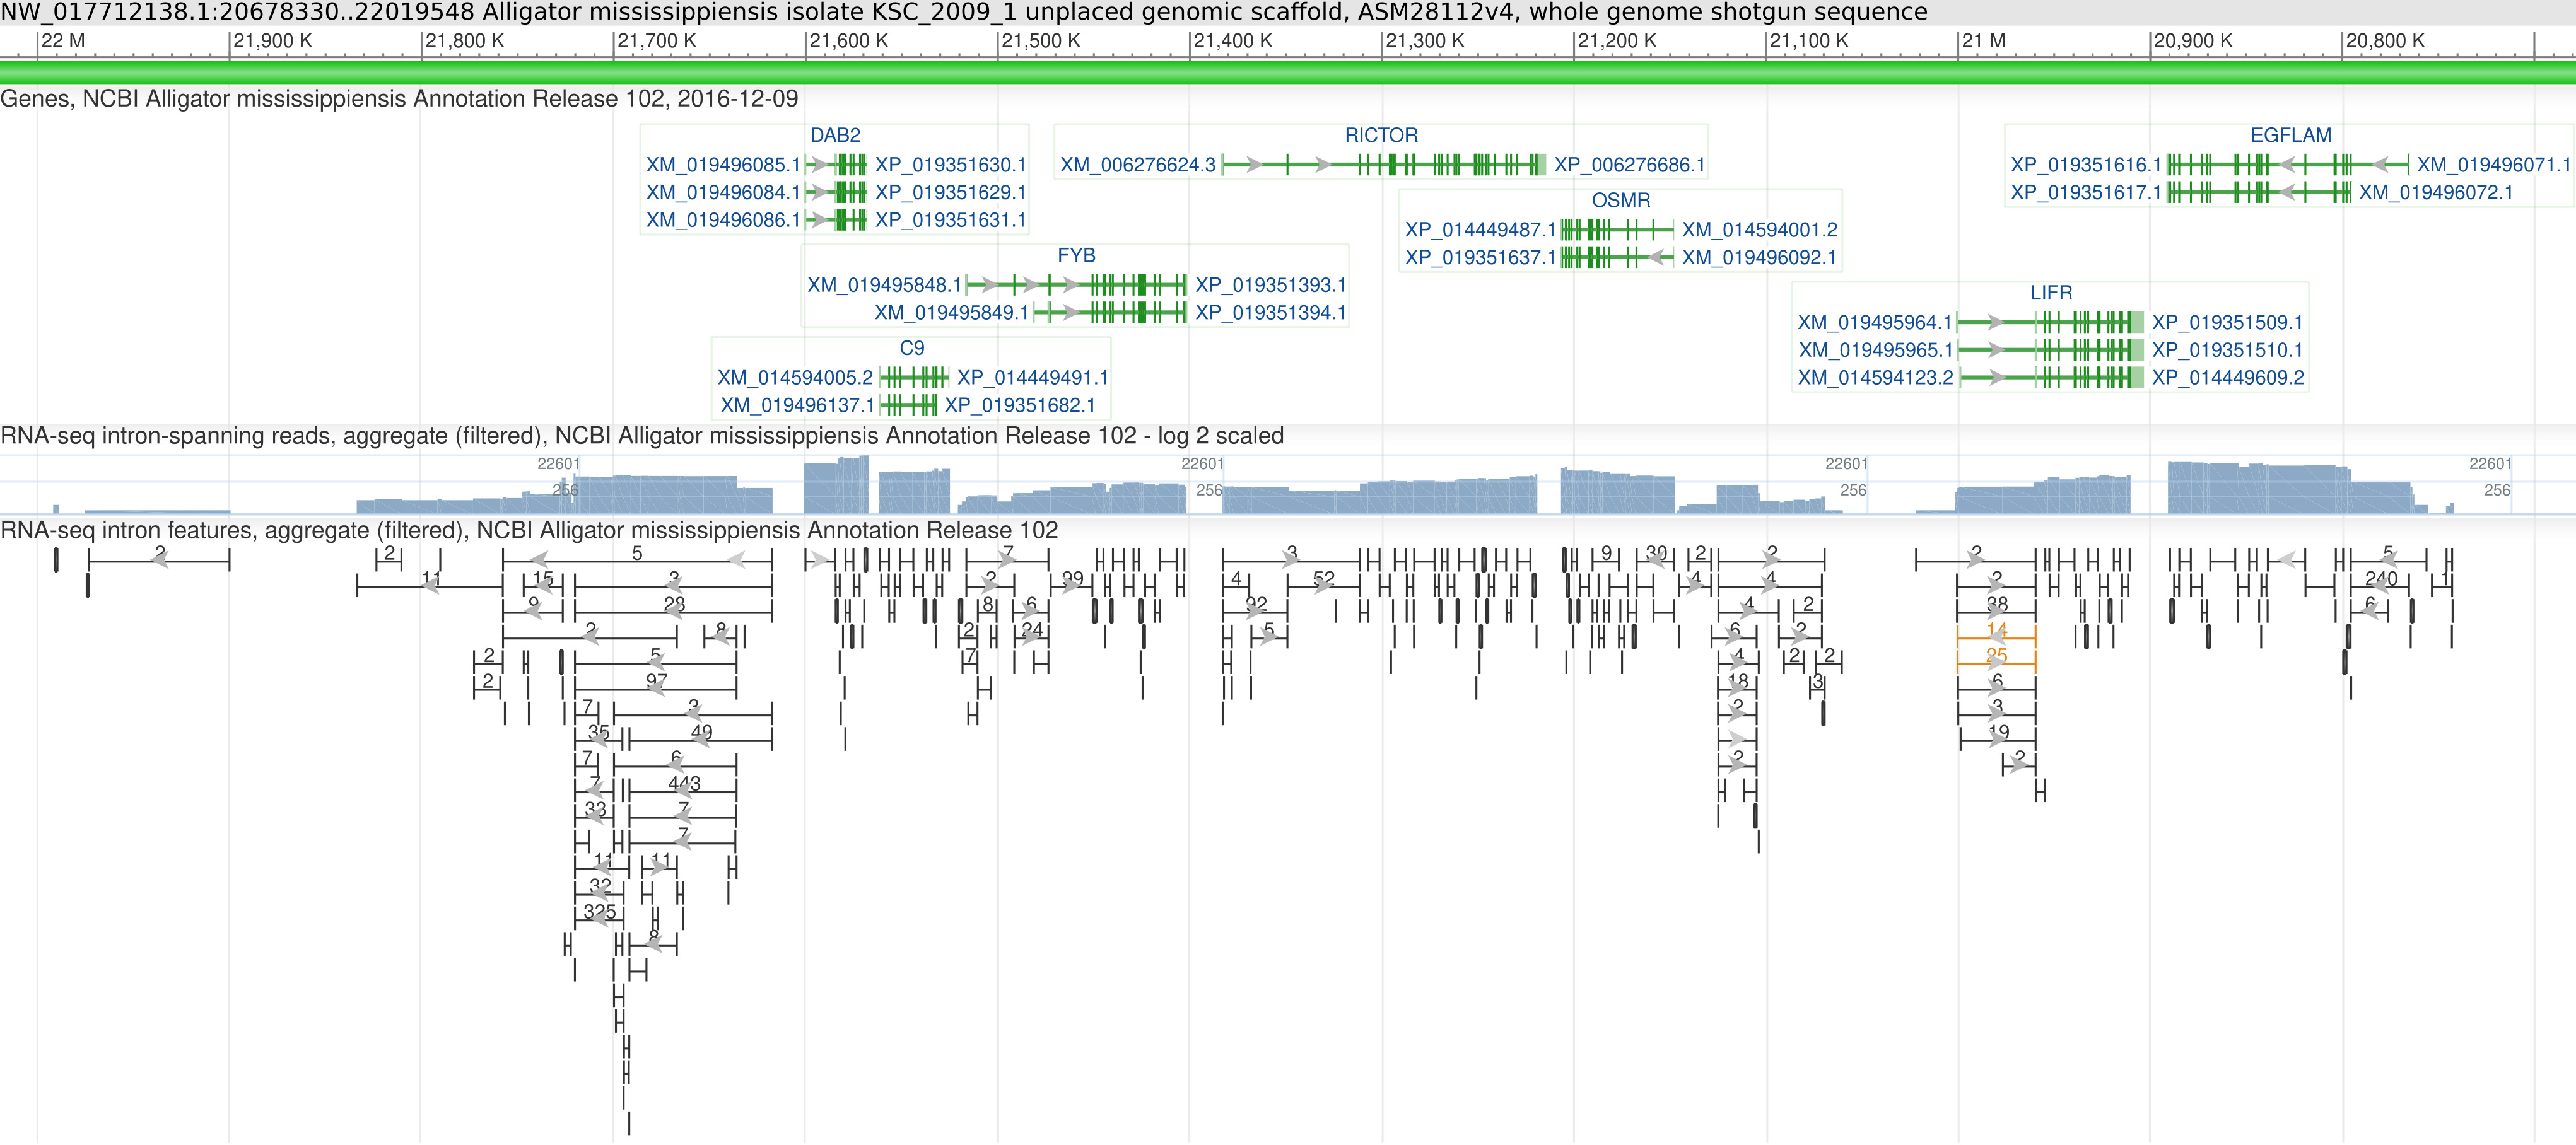 NW_017712138.1:20678330..22019548 Alligator mississippiensis isolate KSC_2009_1 unplaced genomic scaffold, ASM28112v4, whole genome shotgun sequence
22 M 21,900 K 21,800 K 21,700 K 21,600 K 21,500 K 21,400 K 21,300 K 21,200 K 21,100 K 21 M 20,900 K 20,800 K
Genes, NCBI Alligator mississippiensis Annotation Release 102, 2016-12-09
DAB2 RICTOR EGFLAM
XM_019496085.1 XP_019351630.1 XM_006276624.3 XP_006276686.1 XP_019351616.1 XM_019496071.1
XM_019496084.1 XP_019351629.1 XP_019351617.1 XM_019496072.1
OSMR
XM_019496086.1 XP_019351631.1 XP_014449487.1 XM_014594001.2
FYB XP_019351637.1 XM_019496092.1
XM_019495848.1 XP_019351393.1 LIFR
XM_019495849.1 XP_019351394.1 XM_019495964.1 XP_019351509.1
C9 XM_019495965.1 XP_019351510.1
XM_014594005.2 XP_014449491.1 XM_014594123.2 XP_014449609.2
XM_019496137.1 XP_019351682.1
RNA-seq intron-spanning reads, aggregate (filtered), NCBI Alligator mississippiensis Annotation Release 102 - log 2 scaled
22601 22601 22601 22601
256 256 256 256
RNA-seq intron features, aggregate (filtered), NCBI Alligator mississippiensis Annotation Release 102
2 2 5 7 3 9 30 2 2 2 5
11 15 3 2 99 4 52 4 4 2 240 1
9 28 8 6 92 4 2 38 6
2 8 2 24 5 6 2 14
2 5 7 4 2 2 25
2 97 18 3 6
7 3 2 3
35 49 19
7 6 2 2
7 443
33 7
7
11 11
32
325
8